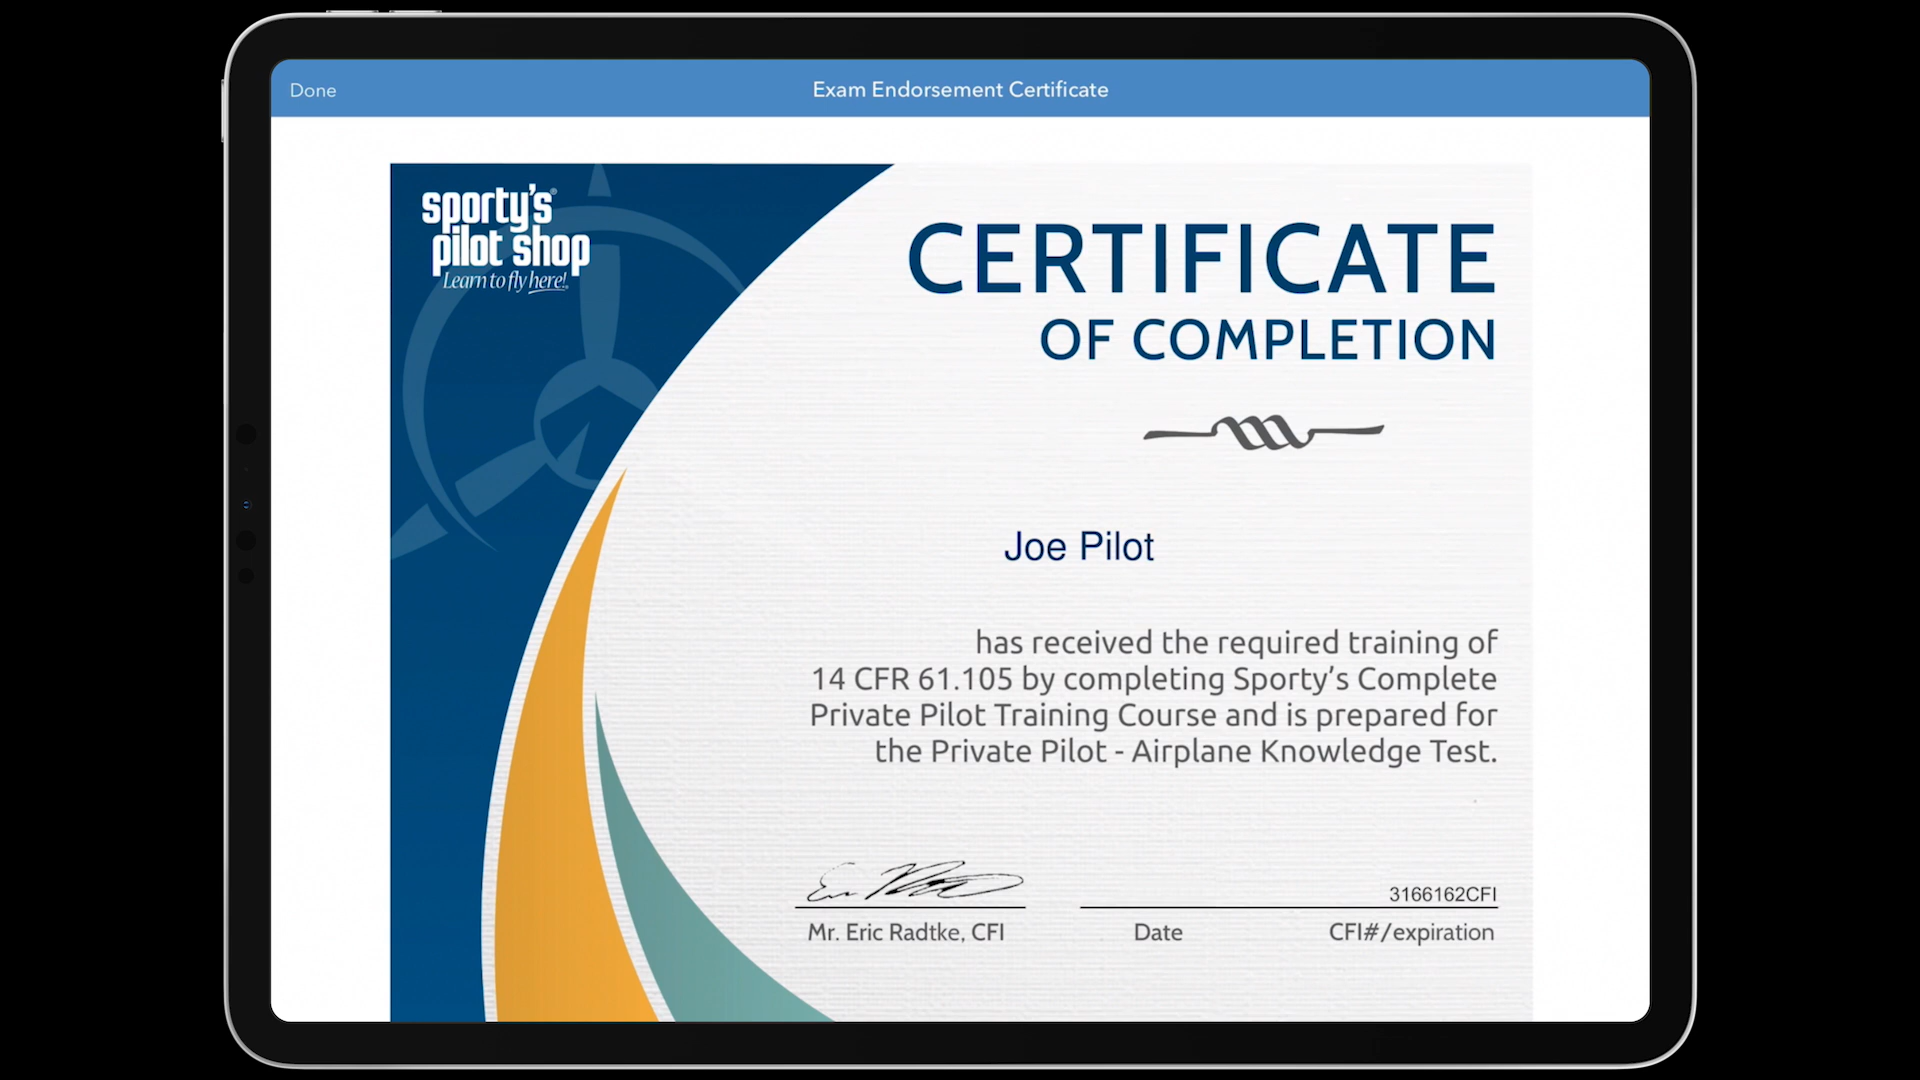 Done
Exam Endorsement Certificate
sporty's®
pilot shop
Learn to fly here!
CERTIFICATE
OF COMPLETION
Joe Pilot
has received the required training of
14 CFR 61.105 by completing Sporty's Complete
Private Pilot Training Course and is prepared for
the Private Pilot - Airplane Knowledge Test.
3166162CFI
Mr. Eric Radtke, CFI
Date
CFI#/expiration